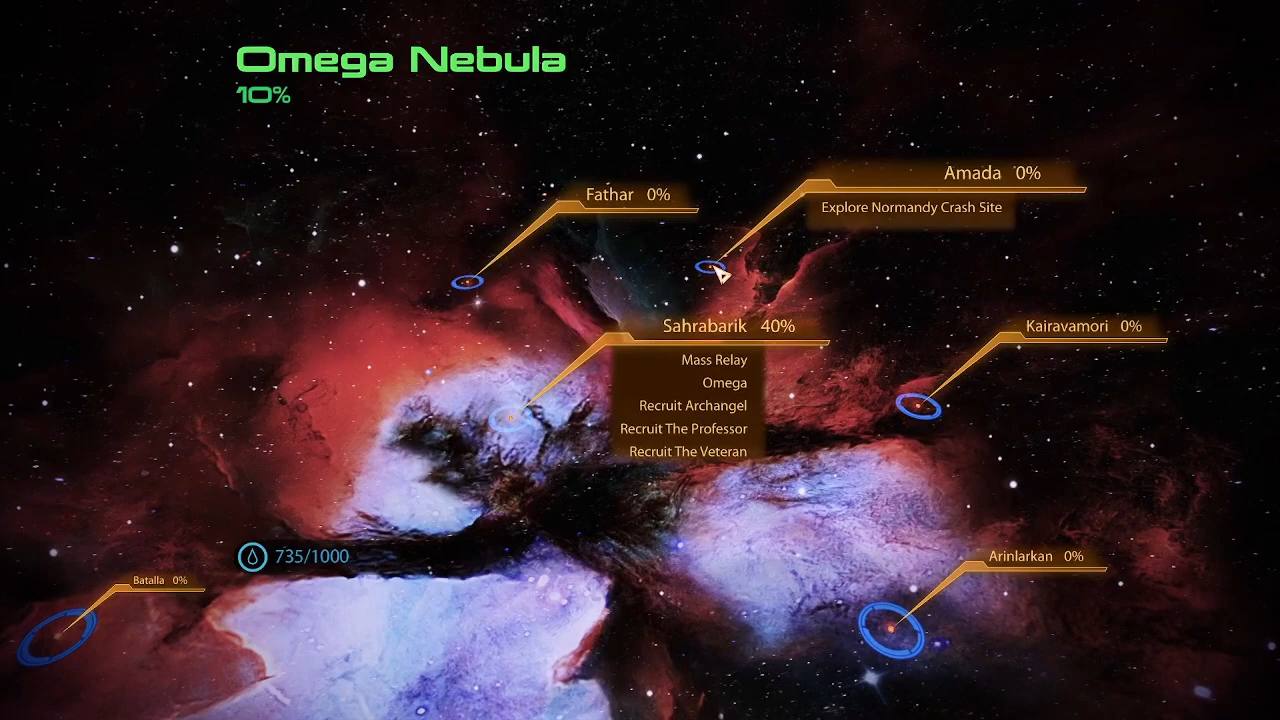 Omega Nebula
10%
Amada 0%
Explore Normandy Crash Site
Fathar 0%
Sahrabarik 40%
Mass Relay
Omega
Recruit Archangel
Recruit The Professor
Recruit The Veteran
Kairavamori 0%
735/1000
Arinlarkan 0%
Batalla 0%